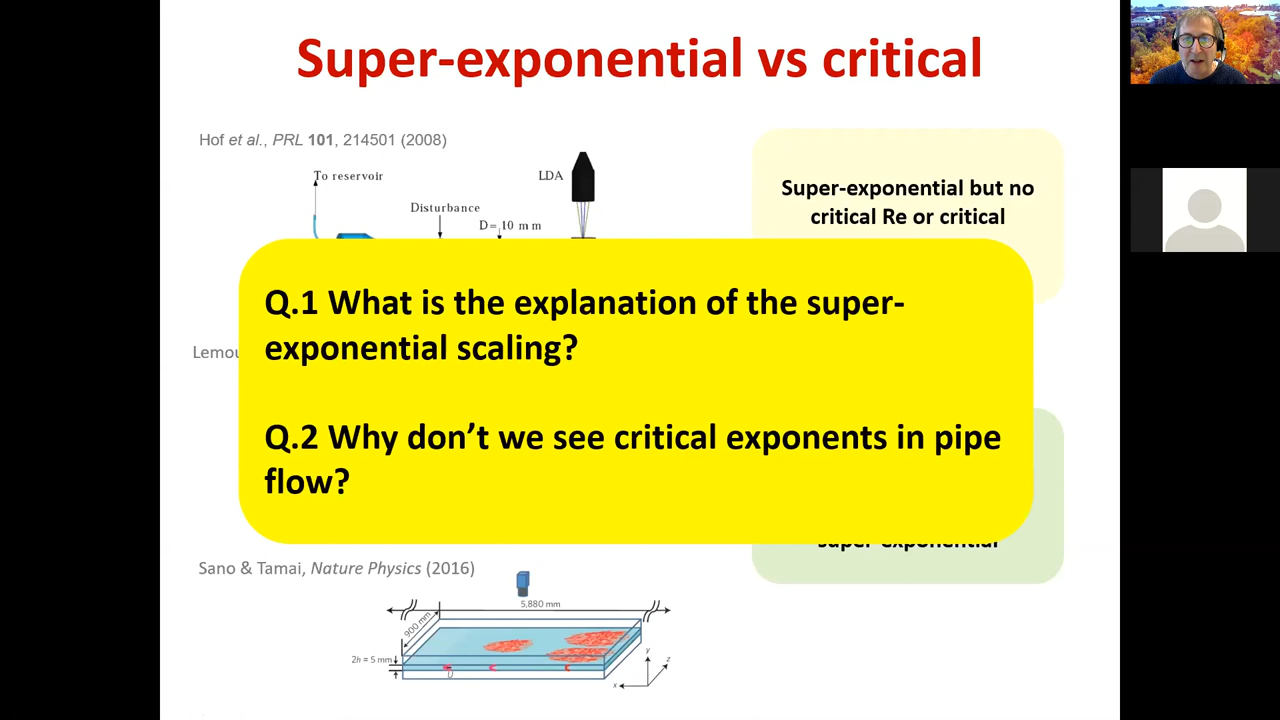 Super-exponential vs critical
Hof et al., PRL 101, 214501 (2008)
To reservoir
LDA
Disturbance
D= 10 mm
Super-exponential but no
critical Re or critical
Q.1 What is the explanation of the super-
exponential scaling?
Lemou
Q.2 Why don't we see critical exponents in pipe
flow?
super-exponential
Sano & Tamai, Nature Physics (2016)
5,880 mm
900 mm
2h = 5 mm
U
y
z
x